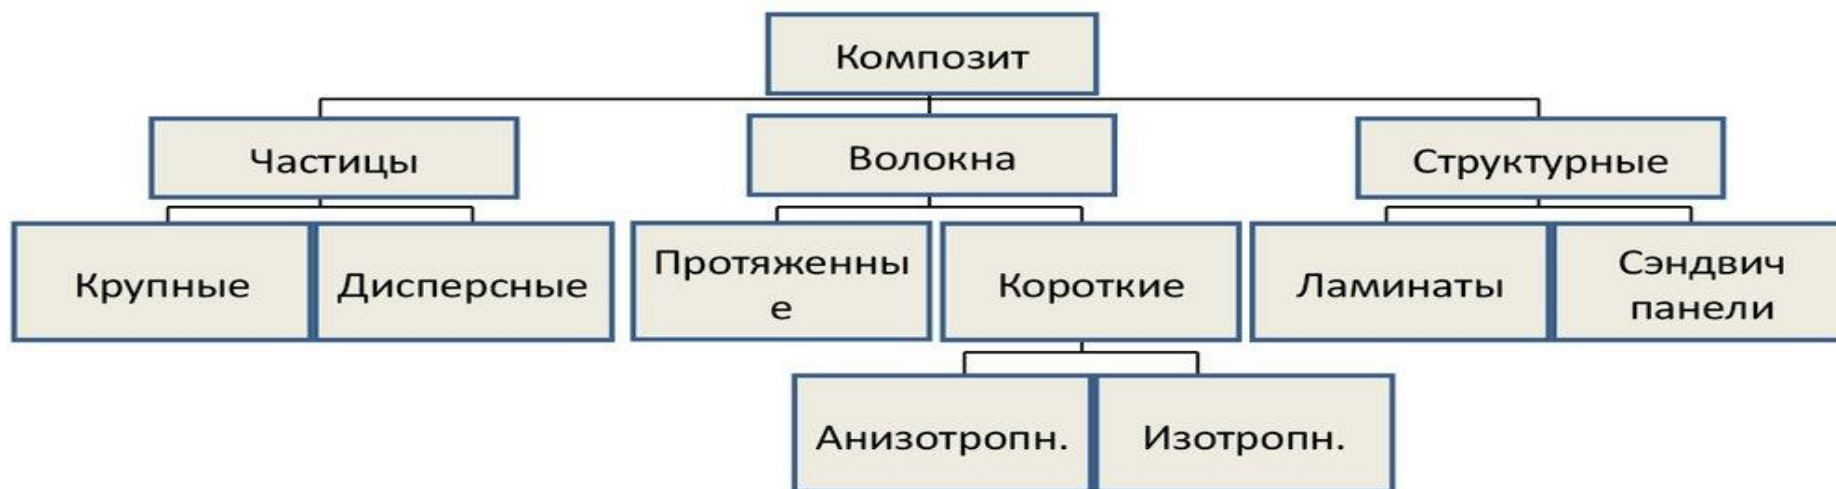 Композит
Частицы
Волокна
Структурные
Крупные
Дисперсные
Протяженны
е
Короткие
Ламинаты
Сэндвич
панели
Анизотропн.
Изотропн.